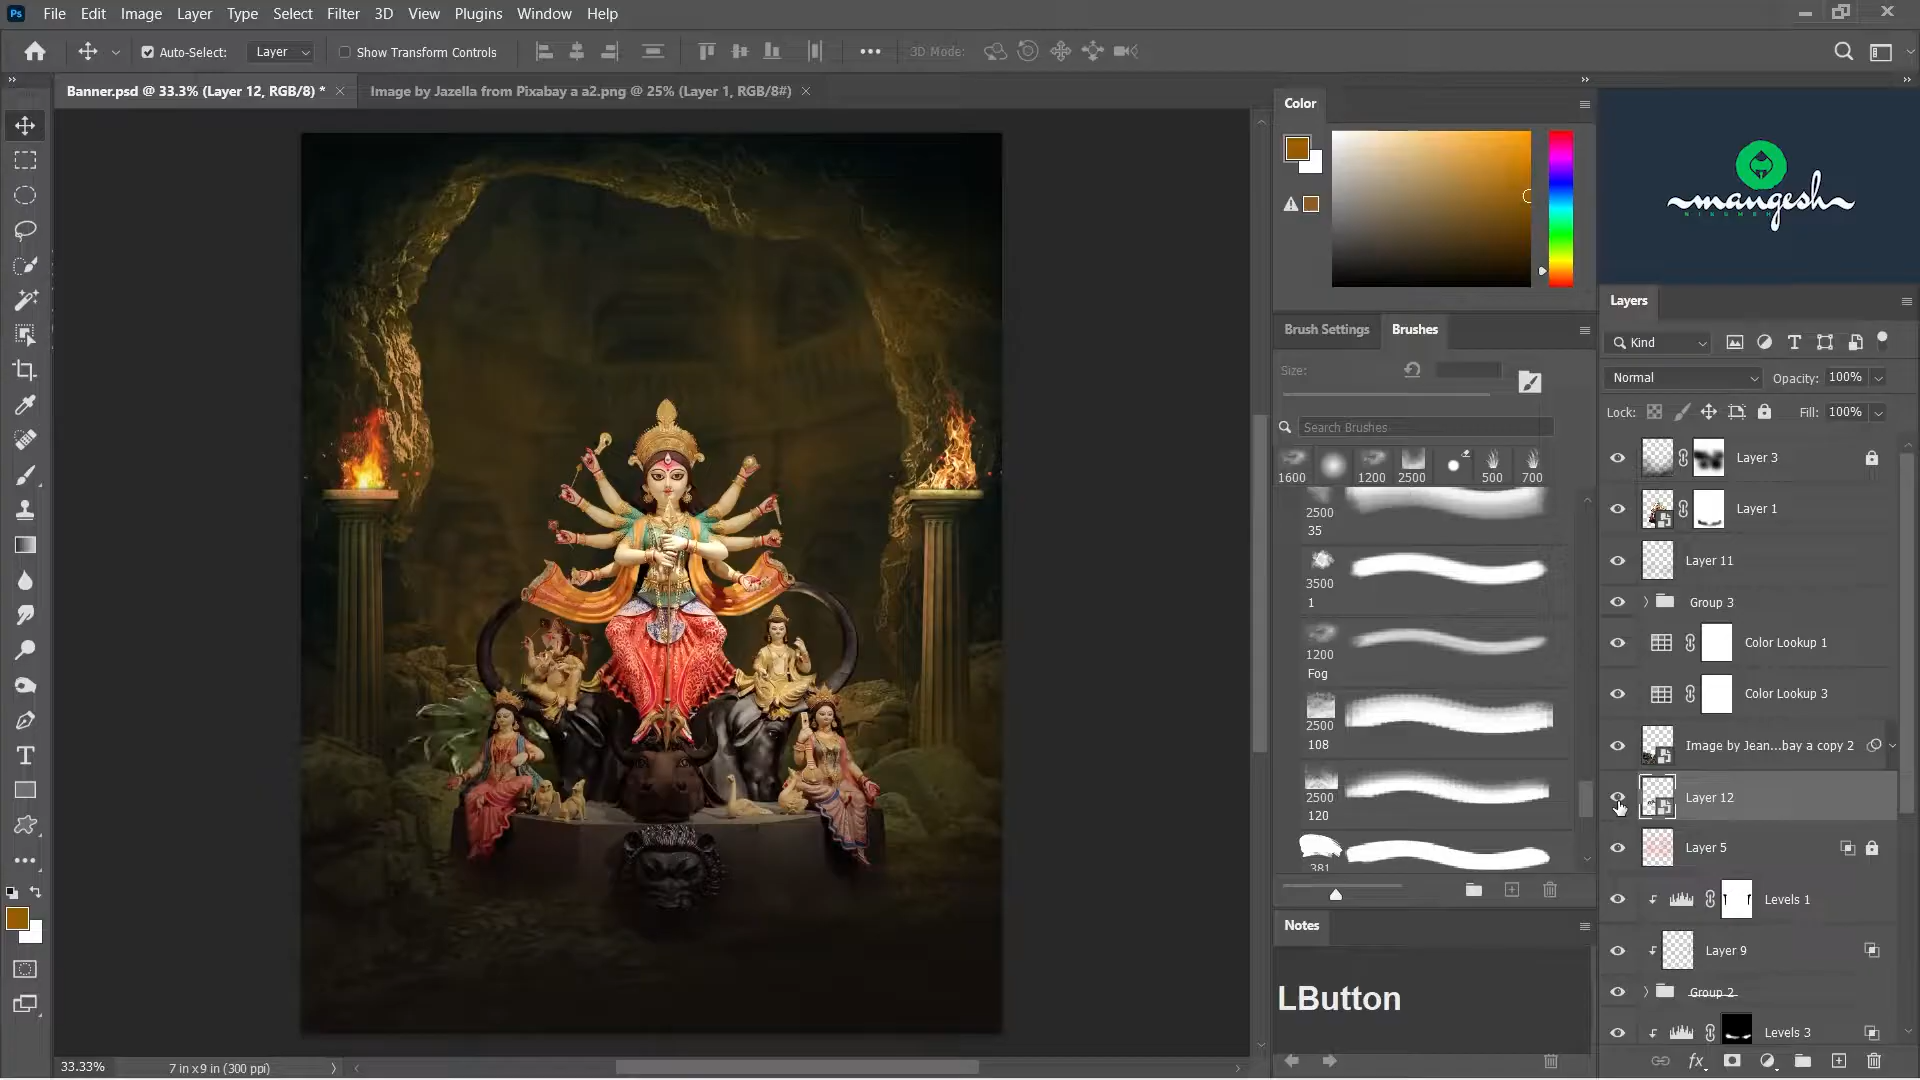 File Edit Image Layer Type Select Filter 3D View Plugins Window Help
Auto-Select: Layer Show Transform Controls 3D Mode:
Banner.psd @ 33.3% (Layer 12, RGB/8) * Image by Jazella from Pixabay a a2.png @ 25% (Layer 1, RGB/8#)
Color
mangesh
Layers
Kind
Normal Opacity: 100%
Lock: Fill: 100%
Layer 3
Layer 1
Layer 11
Group 3
Color Lookup 1
Color Lookup 3
Image by Jean...bay a copy 2
Layer 12
Layer 5
Levels 1
Layer 9
Group 2
Levels 3
Brush Settings Brushes
Size:
Search Brushes
1600 1200 2500 500 700
2500
35
3500
1
1200
Fog
2500
108
2500
120
381
Notes
LButton
33.33% 7 in x 9 in (300 ppi)